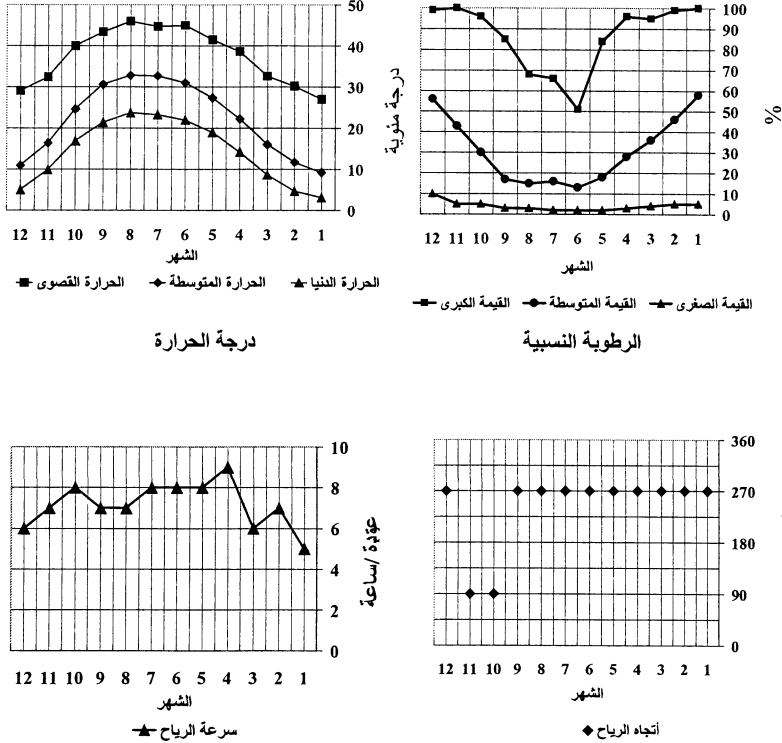 100
90
80
70
60
50
40
30
20
10
0
%
12 11 10 9 8 7 6 5 4 3 2 1
الشهر
القيمة الصغرى القيمة المتوسطة القيمة الكبرى
الرطوبة النسبية
50
40
30
20
10
0
درجة مئوية
12 11 10 9 8 7 6 5 4 3 2 1
الشهر
الحرارة الدنيا الحرارة المتوسطة الحرارة القصوى
درجة الحرارة
360
270
180
90
0
12 11 10 9 8 7 6 5 4 3 2 1
الشهر
أتجاه الرياح
10
8
6
4
2
0
عقدة /ساعة
12 11 10 9 8 7 6 5 4 3 2 1
الشهر
سرعة الرياح